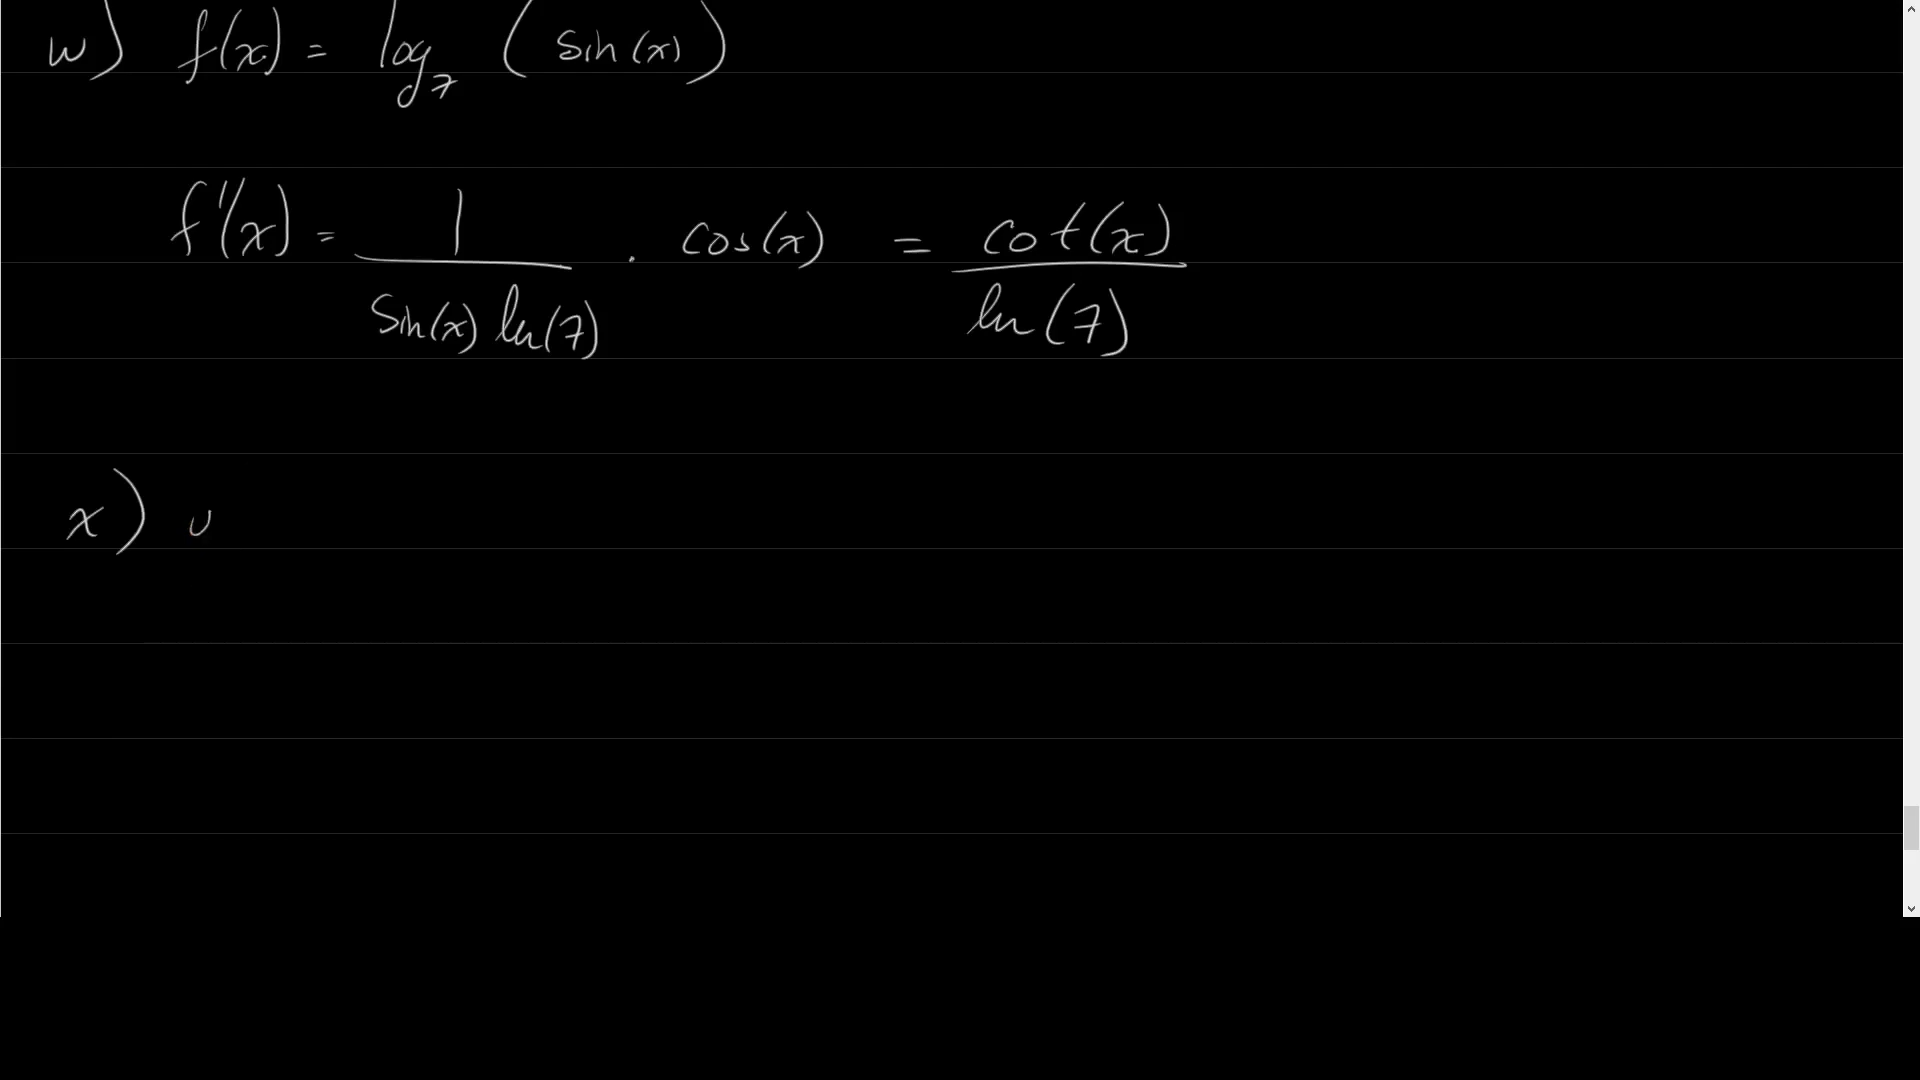 w) f(x) = log₇ (sin(x))
f'(x) = 1 / (sin(x) ln(7)) · cos(x) = cot(x) / ln(7)
x)